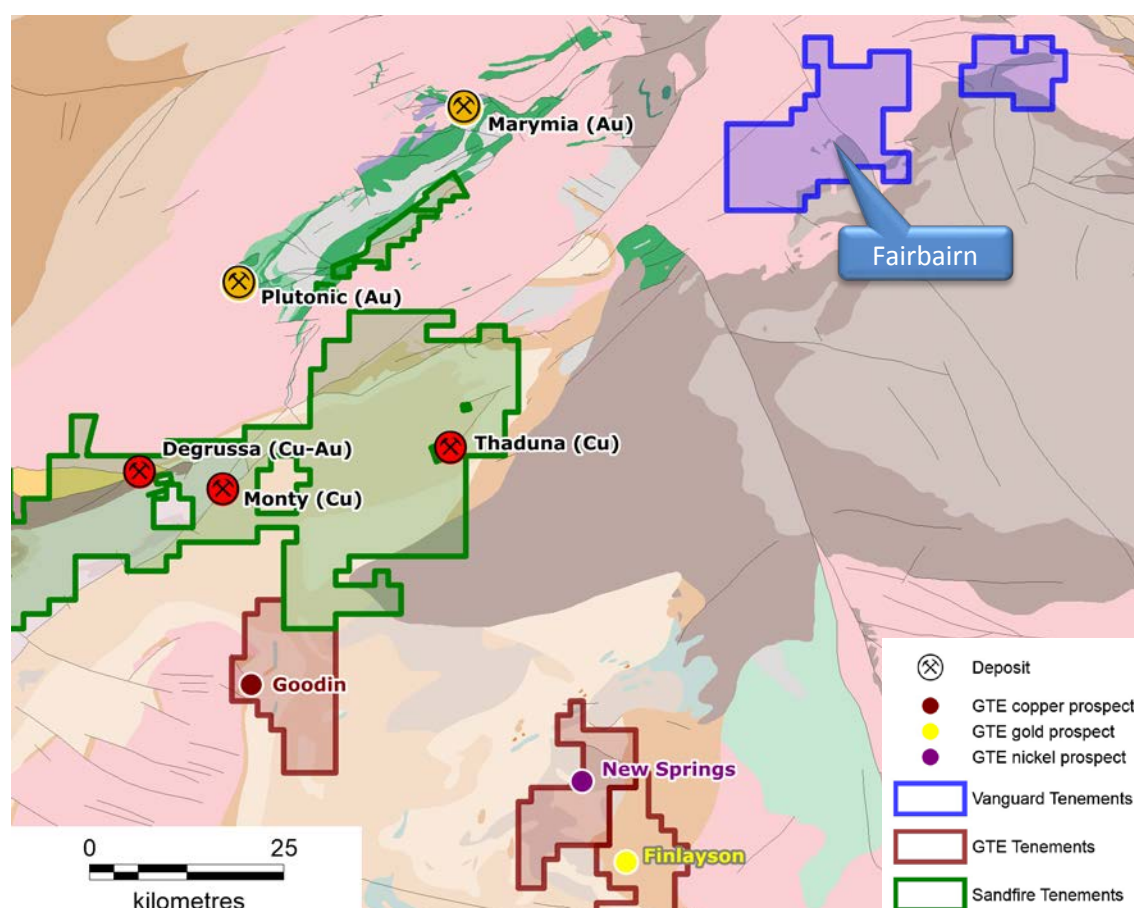 Marymia (Au)
Fairbairn
Plutonic (Au)
Degrussa (Cu-Au)
Thaduna (Cu)
Monty (Cu)
Goodin
New Springs
Finlayson
0 25
kilometres
Deposit
GTE copper prospect
GTE gold prospect
GTE nickel prospect
Vanguard Tenements
GTE Tenements
Sandfire Tenements